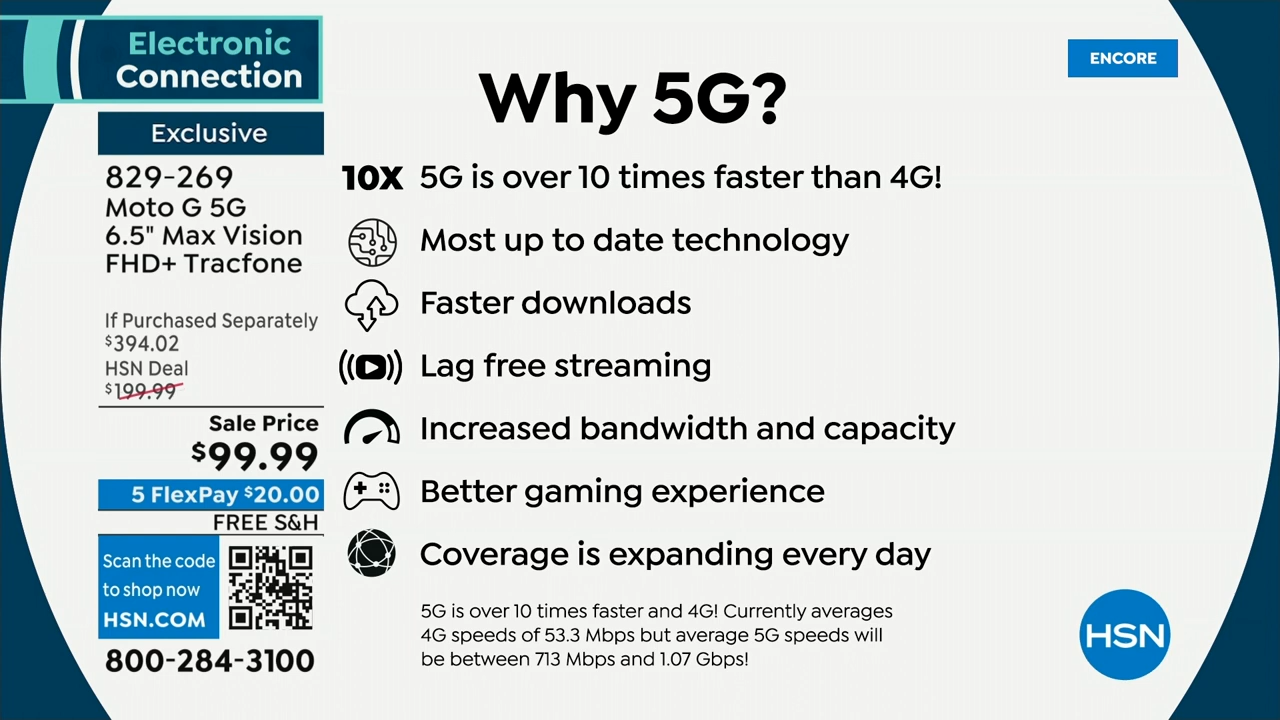 Electronic
Connection
Exclusive
829-269
Moto G 5G
6.5" Max Vision
FHD+ Tracfone
If Purchased Separately
$394.02
HSN Deal
$199.99
Sale Price
$99.99
5 FlexPay $20.00
FREE S&H
Scan the code
to shop now
HSN.COM
800-284-3100
Why 5G?
10X 5G is over 10 times faster than 4G!
Most up to date technology
Faster downloads
Lag free streaming
Increased bandwidth and capacity
Better gaming experience
Coverage is expanding every day
5G is over 10 times faster and 4G! Currently averages
4G speeds of 53.3 Mbps but average 5G speeds will
be between 713 Mbps and 1.07 Gbps!
ENCORE
HSN